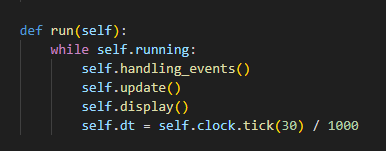 def run(self):
    while self.running:
        self.handling_events()
        self.update()
        self.display()
        self.dt = self.clock.tick(30) / 1000